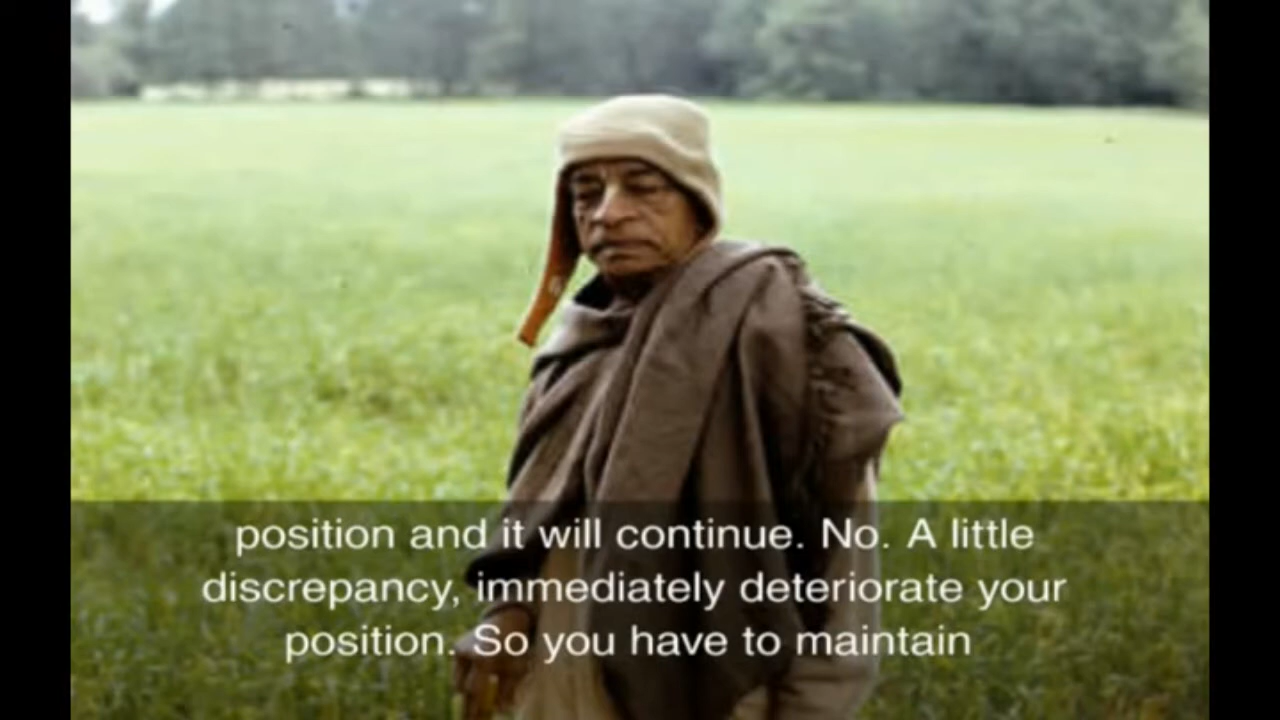 position and it will continue. No. A little
discrepancy, immediately deteriorate your
position. So you have to maintain